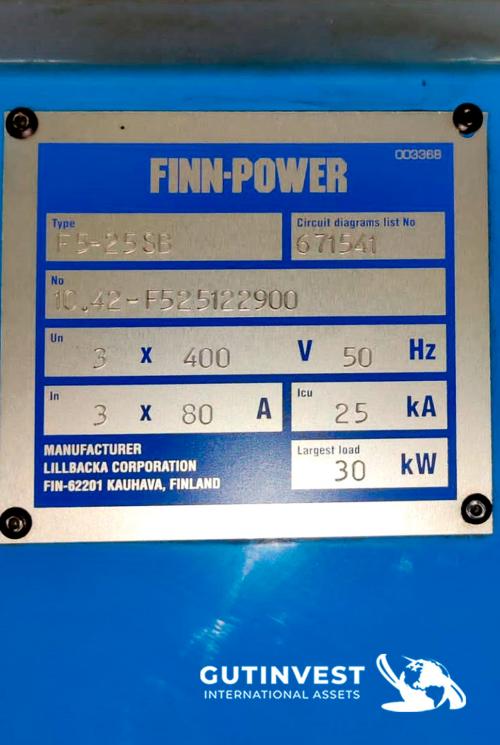 003368
FINN-POWER
Type
F5-25SB
Circuit diagrams list No
671541
No
10.42-F525122900
Un
3 x 400 V 50 Hz
In
3 x 80 A
Icu
25 kA
MANUFACTURER
LILLBACKA CORPORATION
FIN-62201 KAUHAVA, FINLAND
Largest load
30 kW
GUTINVEST
INTERNATIONAL ASSETS